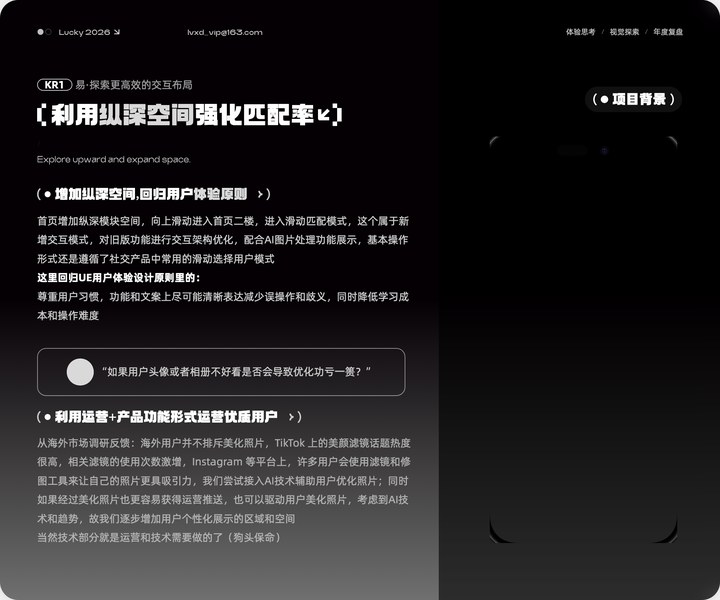 Lucky 2026
lvxd_vip@163.com
体验思考 / 视觉探索 / 年度复盘
KR1 易·探索更高效的交互布局
利用纵深空间强化匹配率
(● 项目背景 )
Explore upward and expand space.
(● 增加纵深空间,回归用户体验原则 >)
首页增加纵深模块空间，向上滑动进入首页二楼，进入滑动匹配模式，这个属于新
增交互模式，对旧版功能进行交互架构优化，配合AI图片处理功能展示，基本操作
形式还是遵循了社交产品中常用的滑动选择用户模式
这里回归UE用户体验设计原则里的：
尊重用户习惯，功能和文案上尽可能清晰表达减少误操作和歧义，同时降低学习成
本和操作难度
“如果用户头像或者相册不好看是否会导致优化功亏一篑？”
(● 利用运营+产品功能形式运营优质用户 >)
从海外市场调研反馈：海外用户并不排斥美化照片，TikTok 上的美颜滤镜话题热度
很高，相关滤镜的使用次数激增，Instagram 等平台上，许多用户会使用滤镜和修
图工具来让自己的照片更具吸引力，我们尝试接入AI技术辅助用户优化照片；同时
如果经过美化照片也更容易获得运营推送，也可以驱动用户美化照片，考虑到AI技
术和趋势，故我们逐步增加用户个性化展示的区域和空间
当然技术部分就是运营和技术需要做的了（狗头保命）